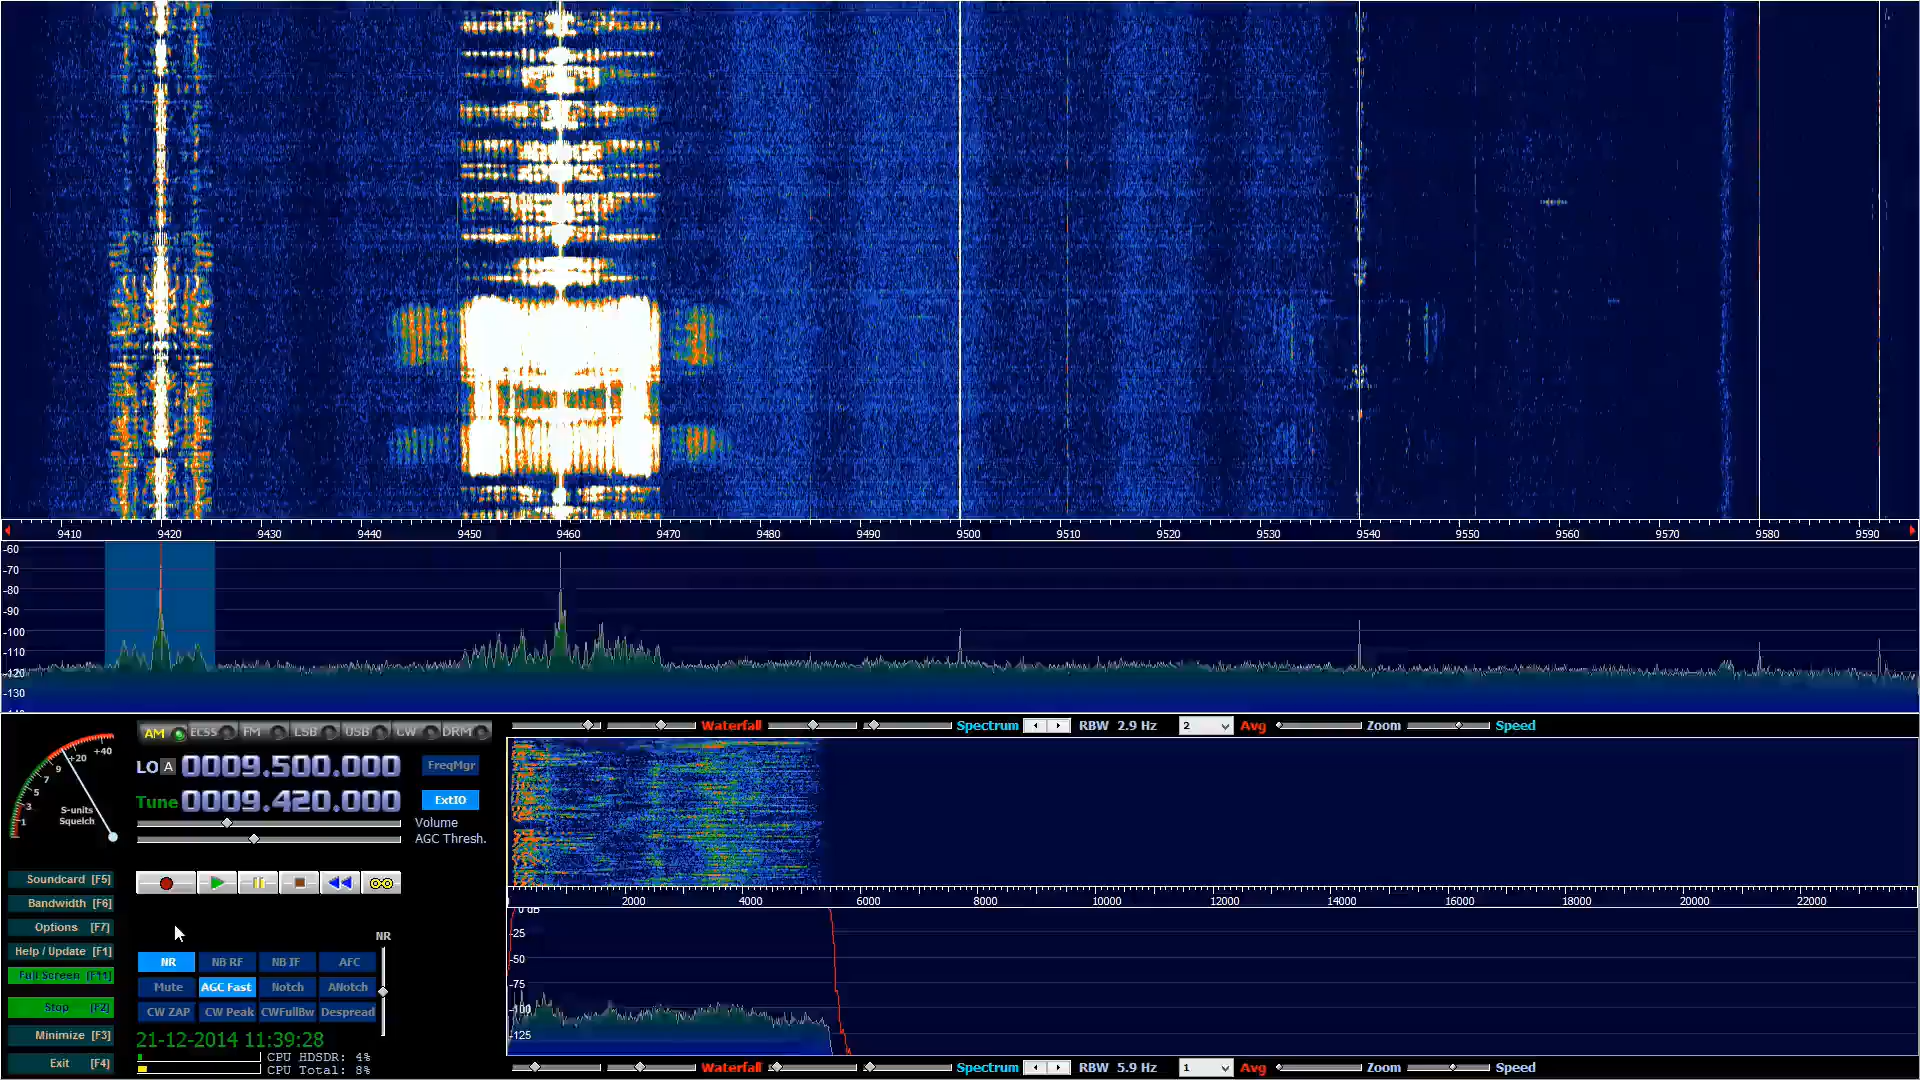 9410 9420 9430 9440 9450 9460 9470 9480 9490 9500 9510 9520 9530 9540 9550 9560 9570 9580 9590
-60
-70
-80
-90
-100
-110
-120
-130
AM ECSS FM LSB USB CW DRM
Waterfall Spectrum RBW 2.9 Hz 2 Avg Zoom Speed
+40
+20
9
7
5
3
1
S-units
Squelch
LO A 0009.500.000 FreqMgr
Tune 0009.420.000 ExtIO
Volume
AGC Thresh.
Soundcard [F5]
Bandwidth [F6]
Options [F7]
Help / Update [F1]
Full Screen [F11]
Stop [F2]
Minimize [F3]
Exit [F4]
NR
NR NB RF NB IF AFC
Mute AGC Fast Notch ANotch
CW ZAP CW Peak CWFullBw Despread
21-12-2014 11:39:28
CPU HDSDR: 4%
CPU Total: 8%
2000 4000 6000 8000 10000 12000 14000 16000 18000 20000 22000
0 dB
-25
-50
-75
-100
-125
Waterfall Spectrum RBW 5.9 Hz 1 Avg Zoom Speed